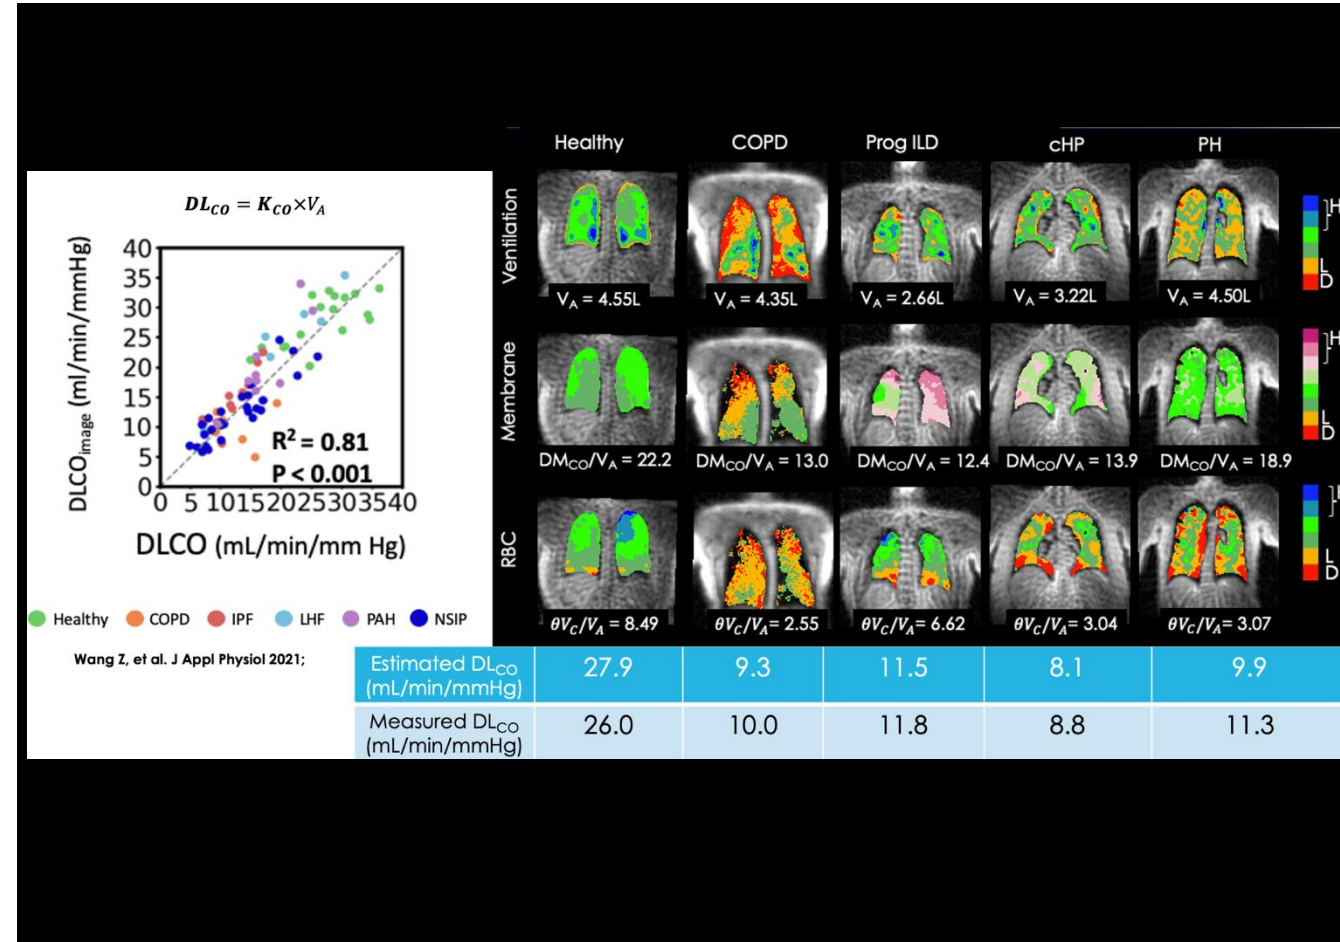 Healthy COPD Prog ILD cHP PH
DL_CO = K_CO×V_A
Ventilation
H
L
D
V_A = 4.55L V_A = 4.35L V_A = 2.66L V_A = 3.22L V_A = 4.50L
Membrane
H
L
D
DM_CO/V_A = 22.2 DM_CO/V_A = 13.0 DM_CO/V_A = 12.4 DM_CO/V_A = 13.9 DM_CO/V_A = 18.9
RBC
L
D
θV_C/V_A = 8.49 θV_C/V_A = 2.55 θV_C/V_A = 6.62 θV_C/V_A = 3.04 θV_C/V_A = 3.07
DLCO_image (ml/min/mmHg)
40
35
30
25
20
15
10
5
0
R² = 0.81
P < 0.001
0 5 10 15 20 25 30 35 40
DLCO (mL/min/mm Hg)
Healthy COPD IPF LHF PAH NSIP
Wang Z, et al. J Appl Physiol 2021;
Estimated DL_CO
(mL/min/mmHg)
27.9 9.3 11.5 8.1 9.9
Measured DL_CO
(mL/min/mmHg)
26.0 10.0 11.8 8.8 11.3